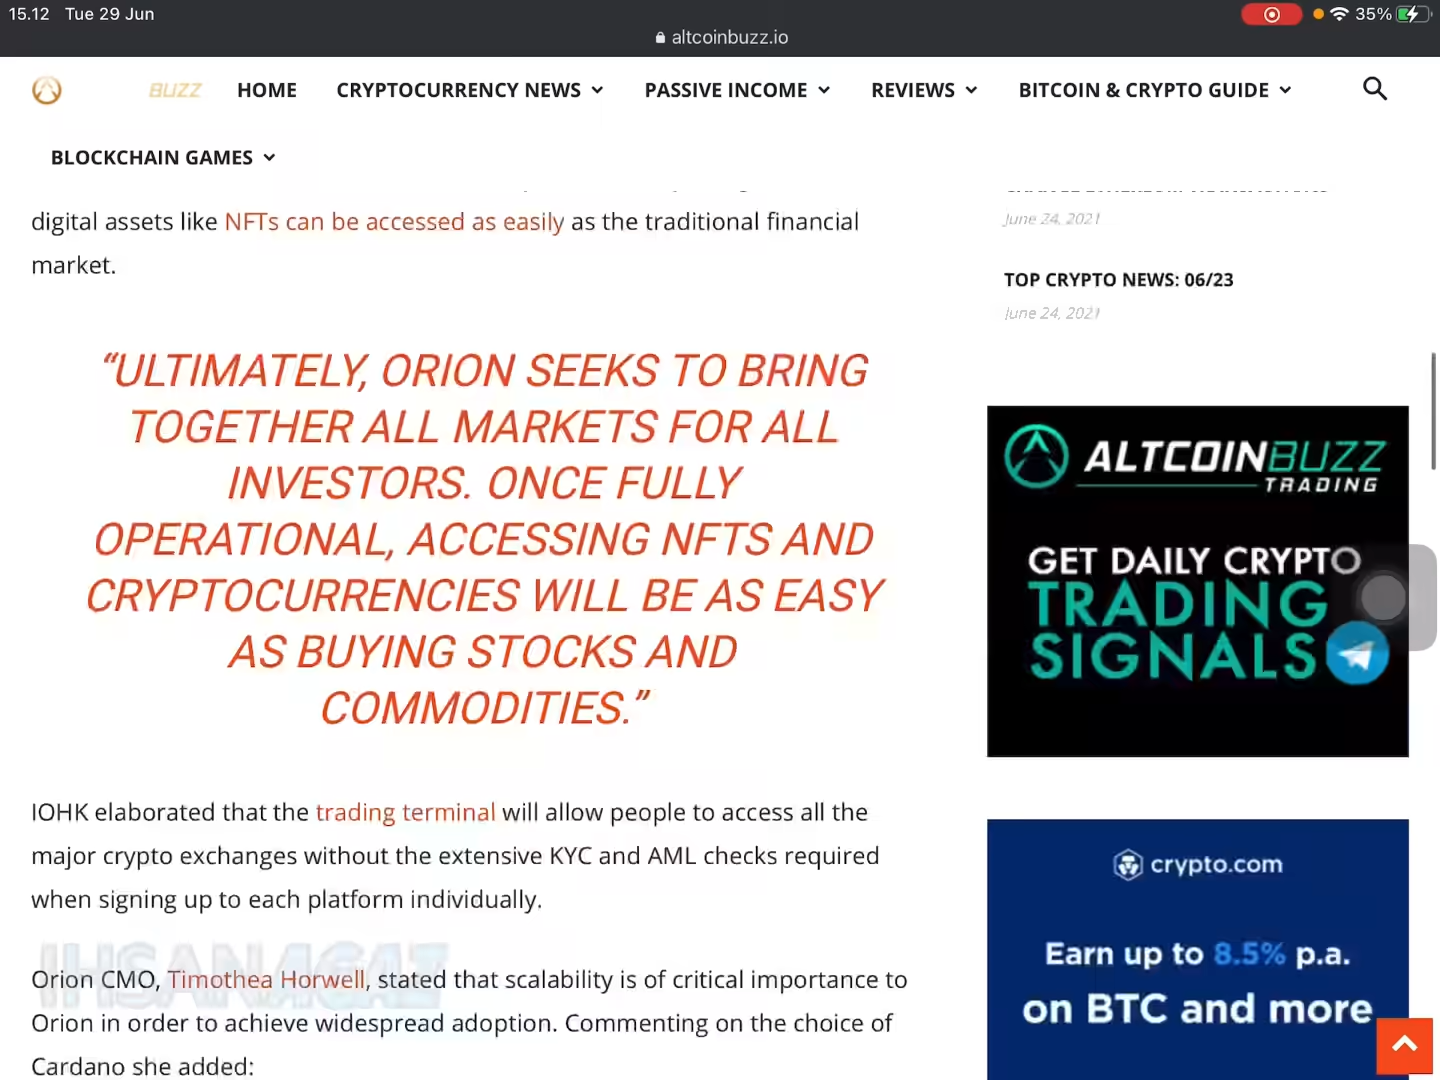 15.12 Tue 29 Jun
35%
altcoinbuzz.io
BUZZ HOME CRYPTOCURRENCY NEWS PASSIVE INCOME REVIEWS BITCOIN & CRYPTO GUIDE
BLOCKCHAIN GAMES
digital assets like NFTs can be accessed as easily as the traditional financial
market.
“ULTIMATELY, ORION SEEKS TO BRING
TOGETHER ALL MARKETS FOR ALL
INVESTORS. ONCE FULLY
OPERATIONAL, ACCESSING NFTS AND
CRYPTOCURRENCIES WILL BE AS EASY
AS BUYING STOCKS AND
COMMODITIES.”
IOHK elaborated that the trading terminal will allow people to access all the
major crypto exchanges without the extensive KYC and AML checks required
when signing up to each platform individually.
IHSANAGAZ
Orion CMO, Timothea Horwell, stated that scalability is of critical importance to
Orion in order to achieve widespread adoption. Commenting on the choice of
Cardano she added:
June 24, 2021
TOP CRYPTO NEWS: 06/23
June 24, 2021
ALTCOINBUZZ
TRADING
GET DAILY CRYPTO
TRADING
SIGNALS
crypto.com
Earn up to 8.5% p.a.
on BTC and more